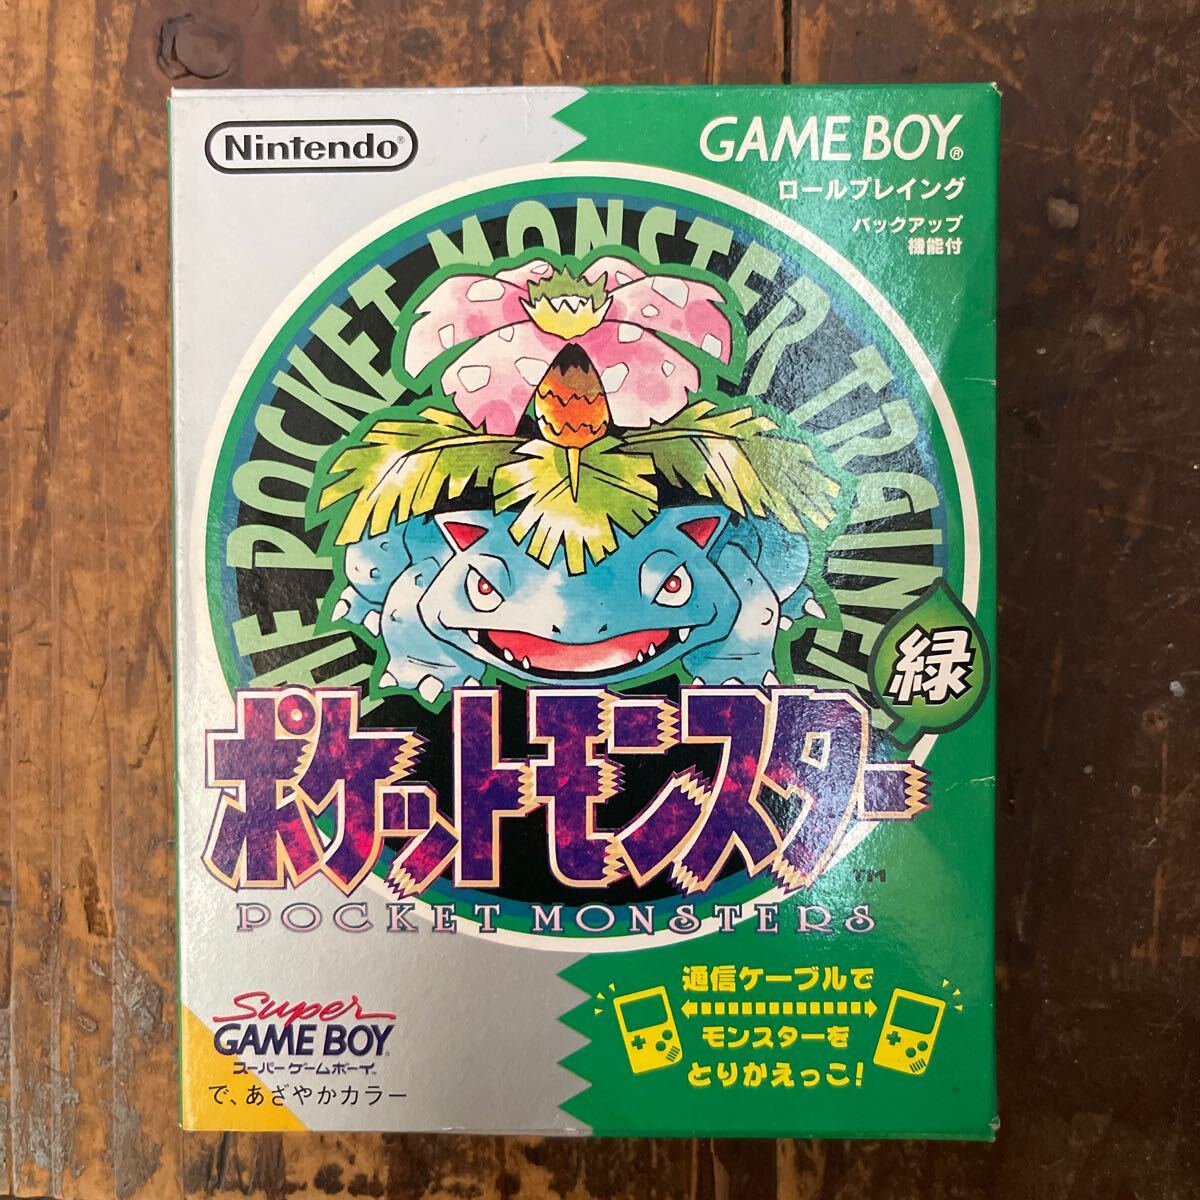 Nintendo®
GAME BOY®
ロールプレイング
バックアップ
機能付
THE POCKET MONSTER TRAINER
緑
ポケットモンスター
TM
POCKET MONSTERS
通信ケーブルで
モンスターを
とりかえっこ!
Super
GAME BOY
スーパーゲームボーイ
で、あざやかカラー